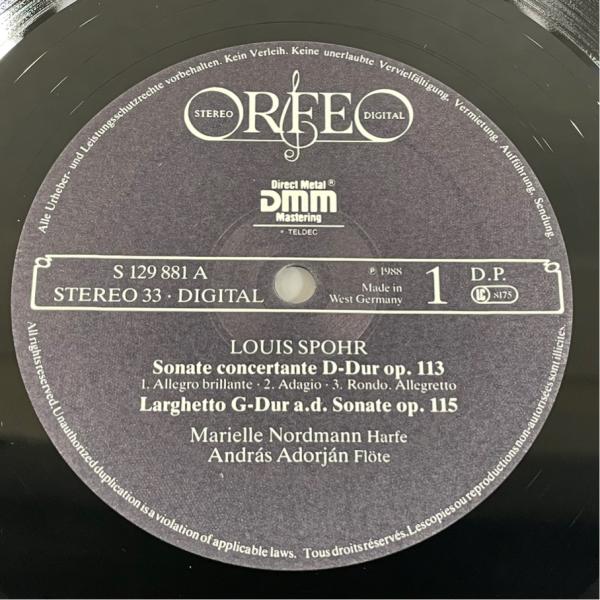 Alle Urheber- und Leistungsschutzrechte vorbehalten. Kein Verleih. Keine unerlaubte Vervielfältigung, Vermietung, Aufführung, Sendung.
STEREO ORFEO DIGITAL
Direct Metal®
DMM
Mastering
TELDEC
S 129 881 A
STEREO 33 · DIGITAL
℗ 1988
Made in
West Germany
1
D.P.
LC 8175
LOUIS SPOHR
Sonate concertante D-Dur op. 113
1. Allegro brillante · 2. Adagio · 3. Rondo. Allegretto
Larghetto G-Dur a.d. Sonate op. 115
Marielle Nordmann Harfe
András Adorján Flöte
All rights reserved. Unauthorized duplication is a violation of applicable laws. Tous droits réservés. Les copies ou reproductions non-autorisées sont illicites.